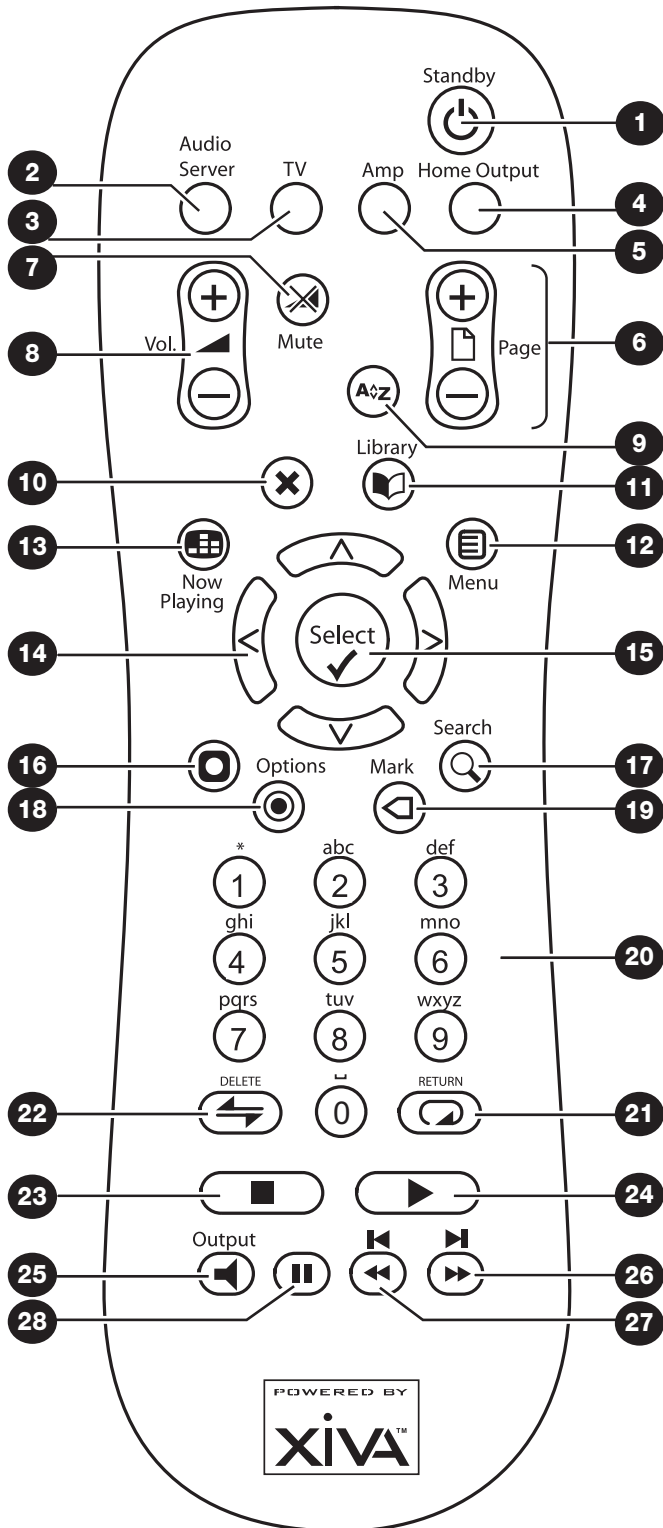 Standby
1
Audio
Server
TV
Amp
Home Output
2
3
4
5
7
Mute
Vol.
8
Page
6
A z
9
Library
10
11
13
12
Now
Playing
Menu
14
Select
15
Search
16
Options
Mark
17
18
19
* abc def
1 2 3
ghi jkl mno
4 5 6
20
pqrs tuv wxyz
7 8 9
DELETE RETURN
22
0
21
23
24
Output
25
26
28
27
POWERED BY
XiVA™